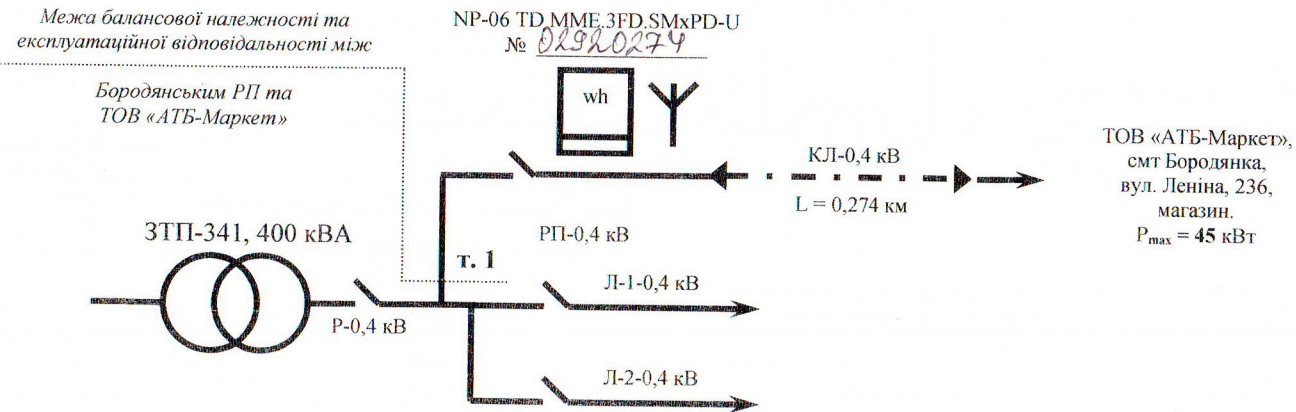 Межа балансової належності та
експлуатаційної відповідальності між
Бородянським РП та
ТОВ «АТБ-Маркет»
NP-06 TD.MME.3FD.SMxPD-U
№ 02920274
wh
КЛ-0,4 кВ
L = 0,274 км
ТОВ «АТБ-Маркет»,
смт Бородянка,
вул. Леніна, 236,
магазин.
Pmax = 45 кВт
ЗТП-341, 400 кВА
РП-0,4 кВ
т. 1
Л-1-0,4 кВ
Р-0,4 кВ
Л-2-0,4 кВ